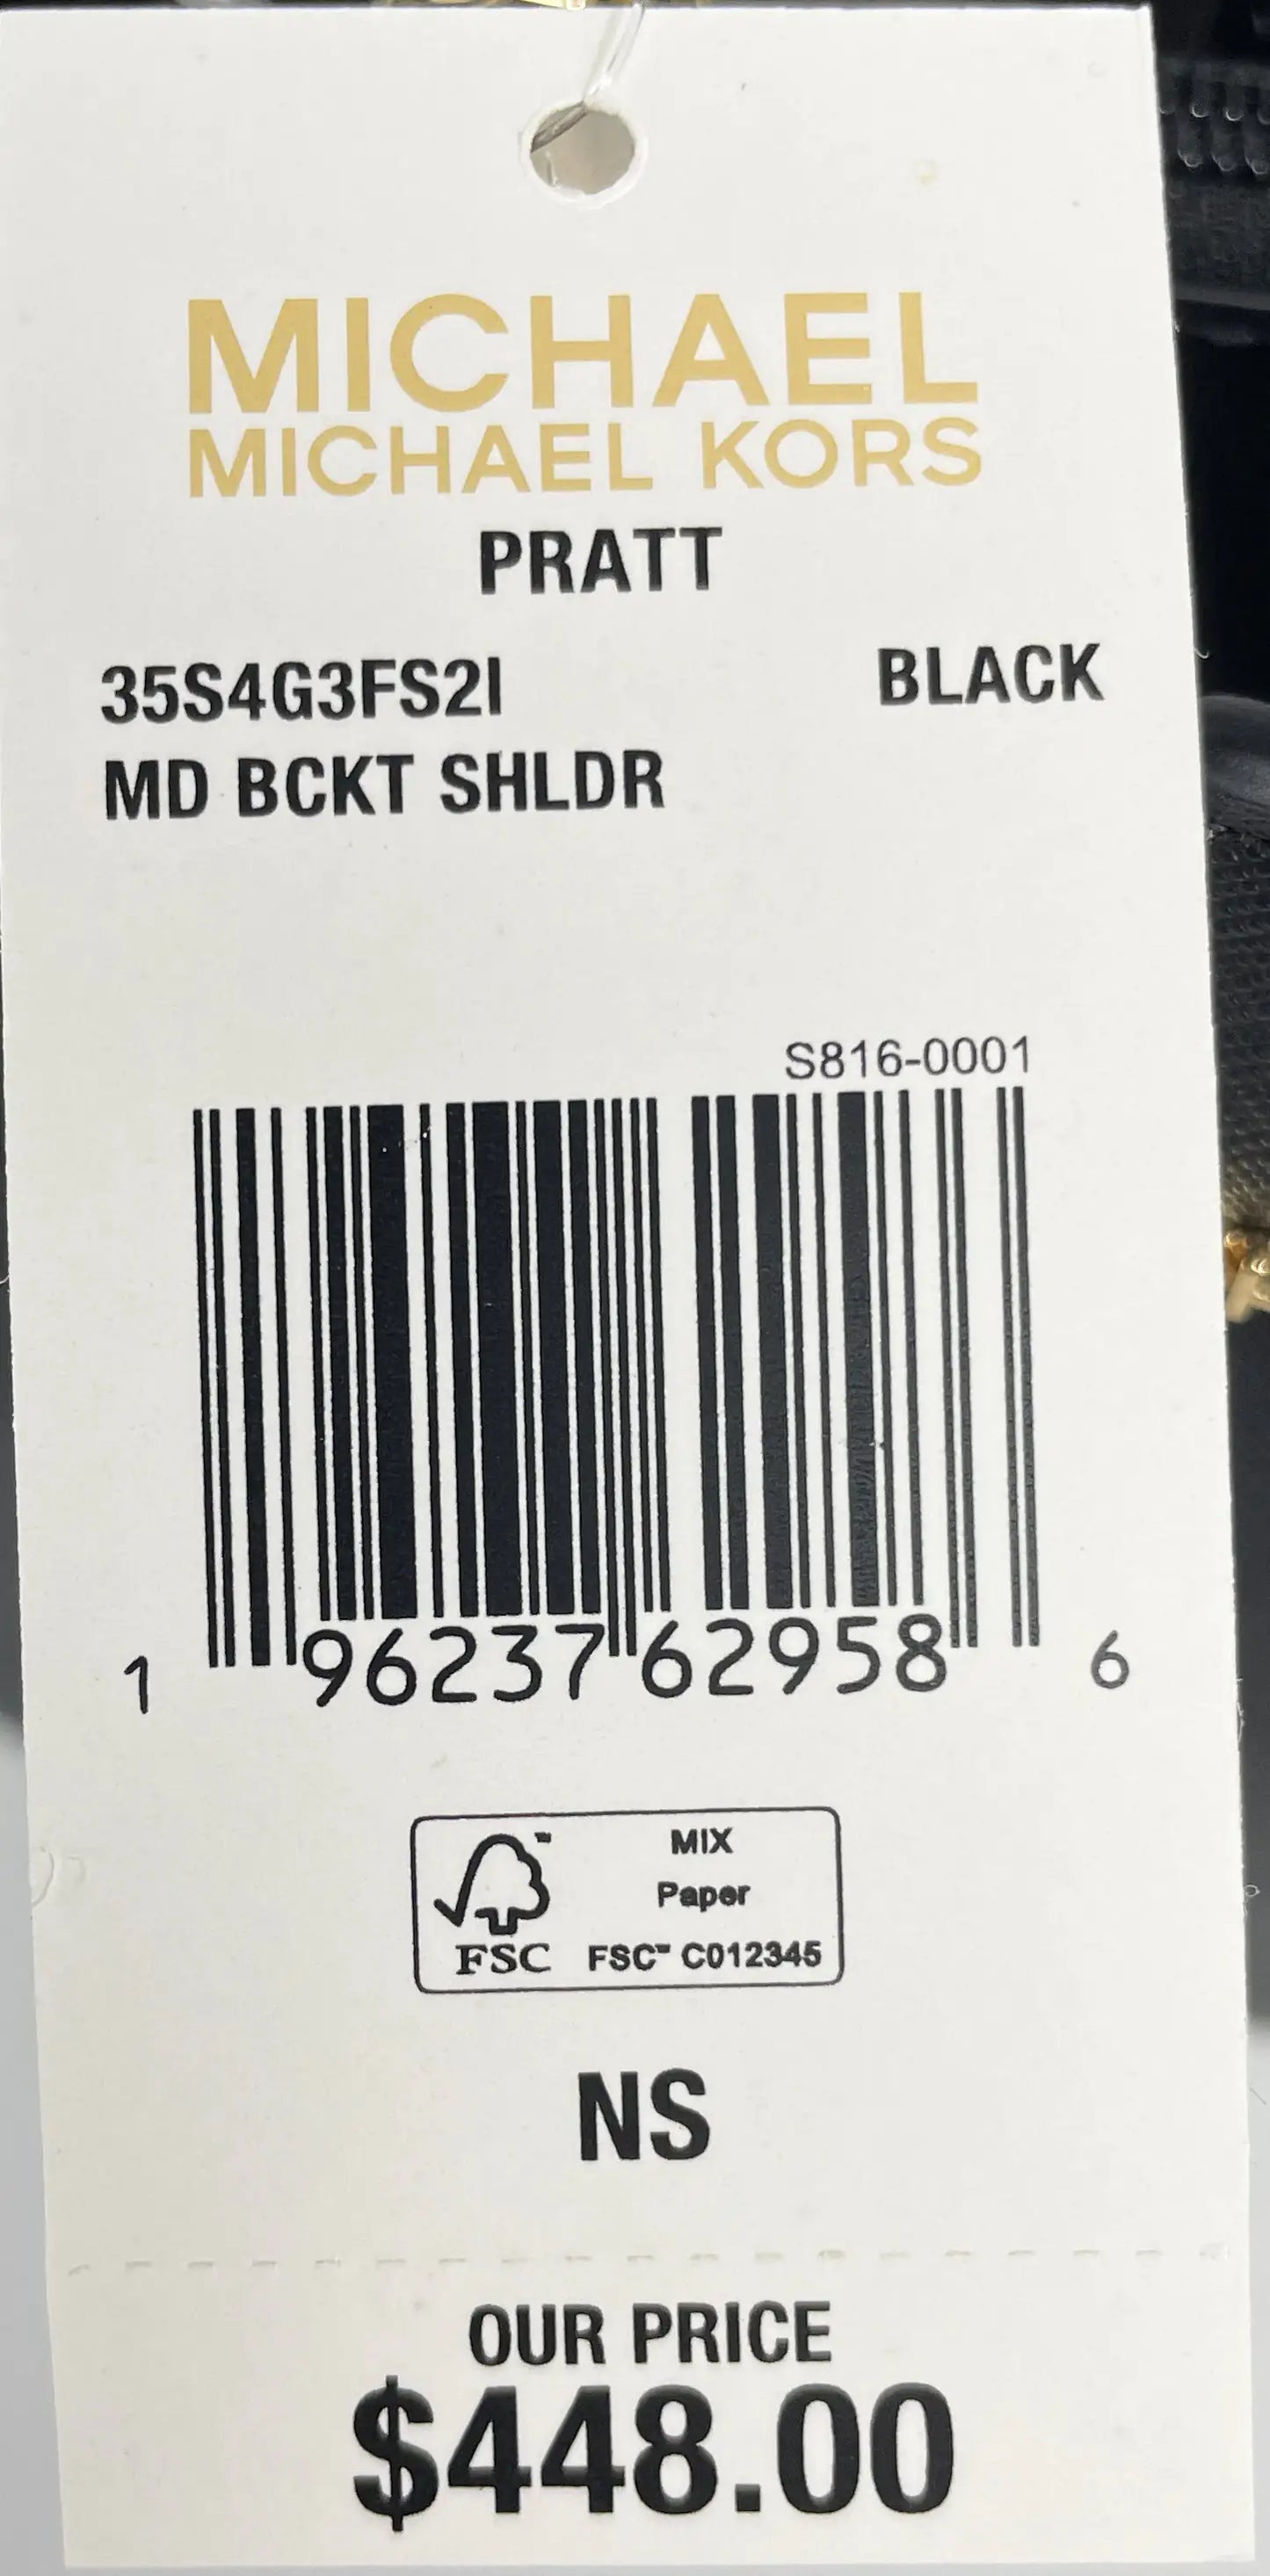 MICHAEL
MICHAEL KORS
PRATT
35S4G3FS2I BLACK
MD BCKT SHLDR
S816-0001
1 96237 62958 6
MIX
Paper
FSC FSC™ C012345
NS
OUR PRICE
$448.00